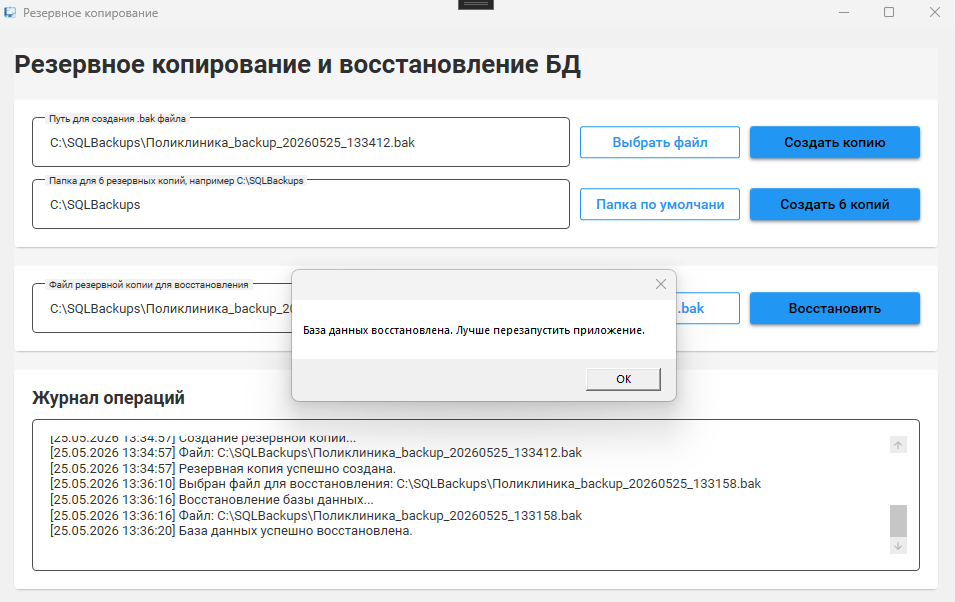 Резервное копирование
Резервное копирование и восстановление БД
Путь для создания .bak файла
C:\SQLBackups\Поликлиника_backup_20260525_133412.bak
Выбрать файл
Создать копию
Папка для 6 резервных копий, например C:\SQLBackups
C:\SQLBackups
Папка по умолчани
Создать 6 копий
Файл резервной копии для восстановления
C:\SQLBackups\Поликлиника_backup_20
.bak
Восстановить
База данных восстановлена. Лучше перезапустить приложение.
OK
Журнал операций
[25.05.2026 13:34:57] Создание резервной копии...
[25.05.2026 13:34:57] Файл: C:\SQLBackups\Поликлиника_backup_20260525_133412.bak
[25.05.2026 13:34:57] Резервная копия успешно создана.
[25.05.2026 13:36:10] Выбран файл для восстановления: C:\SQLBackups\Поликлиника_backup_20260525_133158.bak
[25.05.2026 13:36:16] Восстановление базы данных...
[25.05.2026 13:36:16] Файл: C:\SQLBackups\Поликлиника_backup_20260525_133158.bak
[25.05.2026 13:36:20] База данных успешно восстановлена.